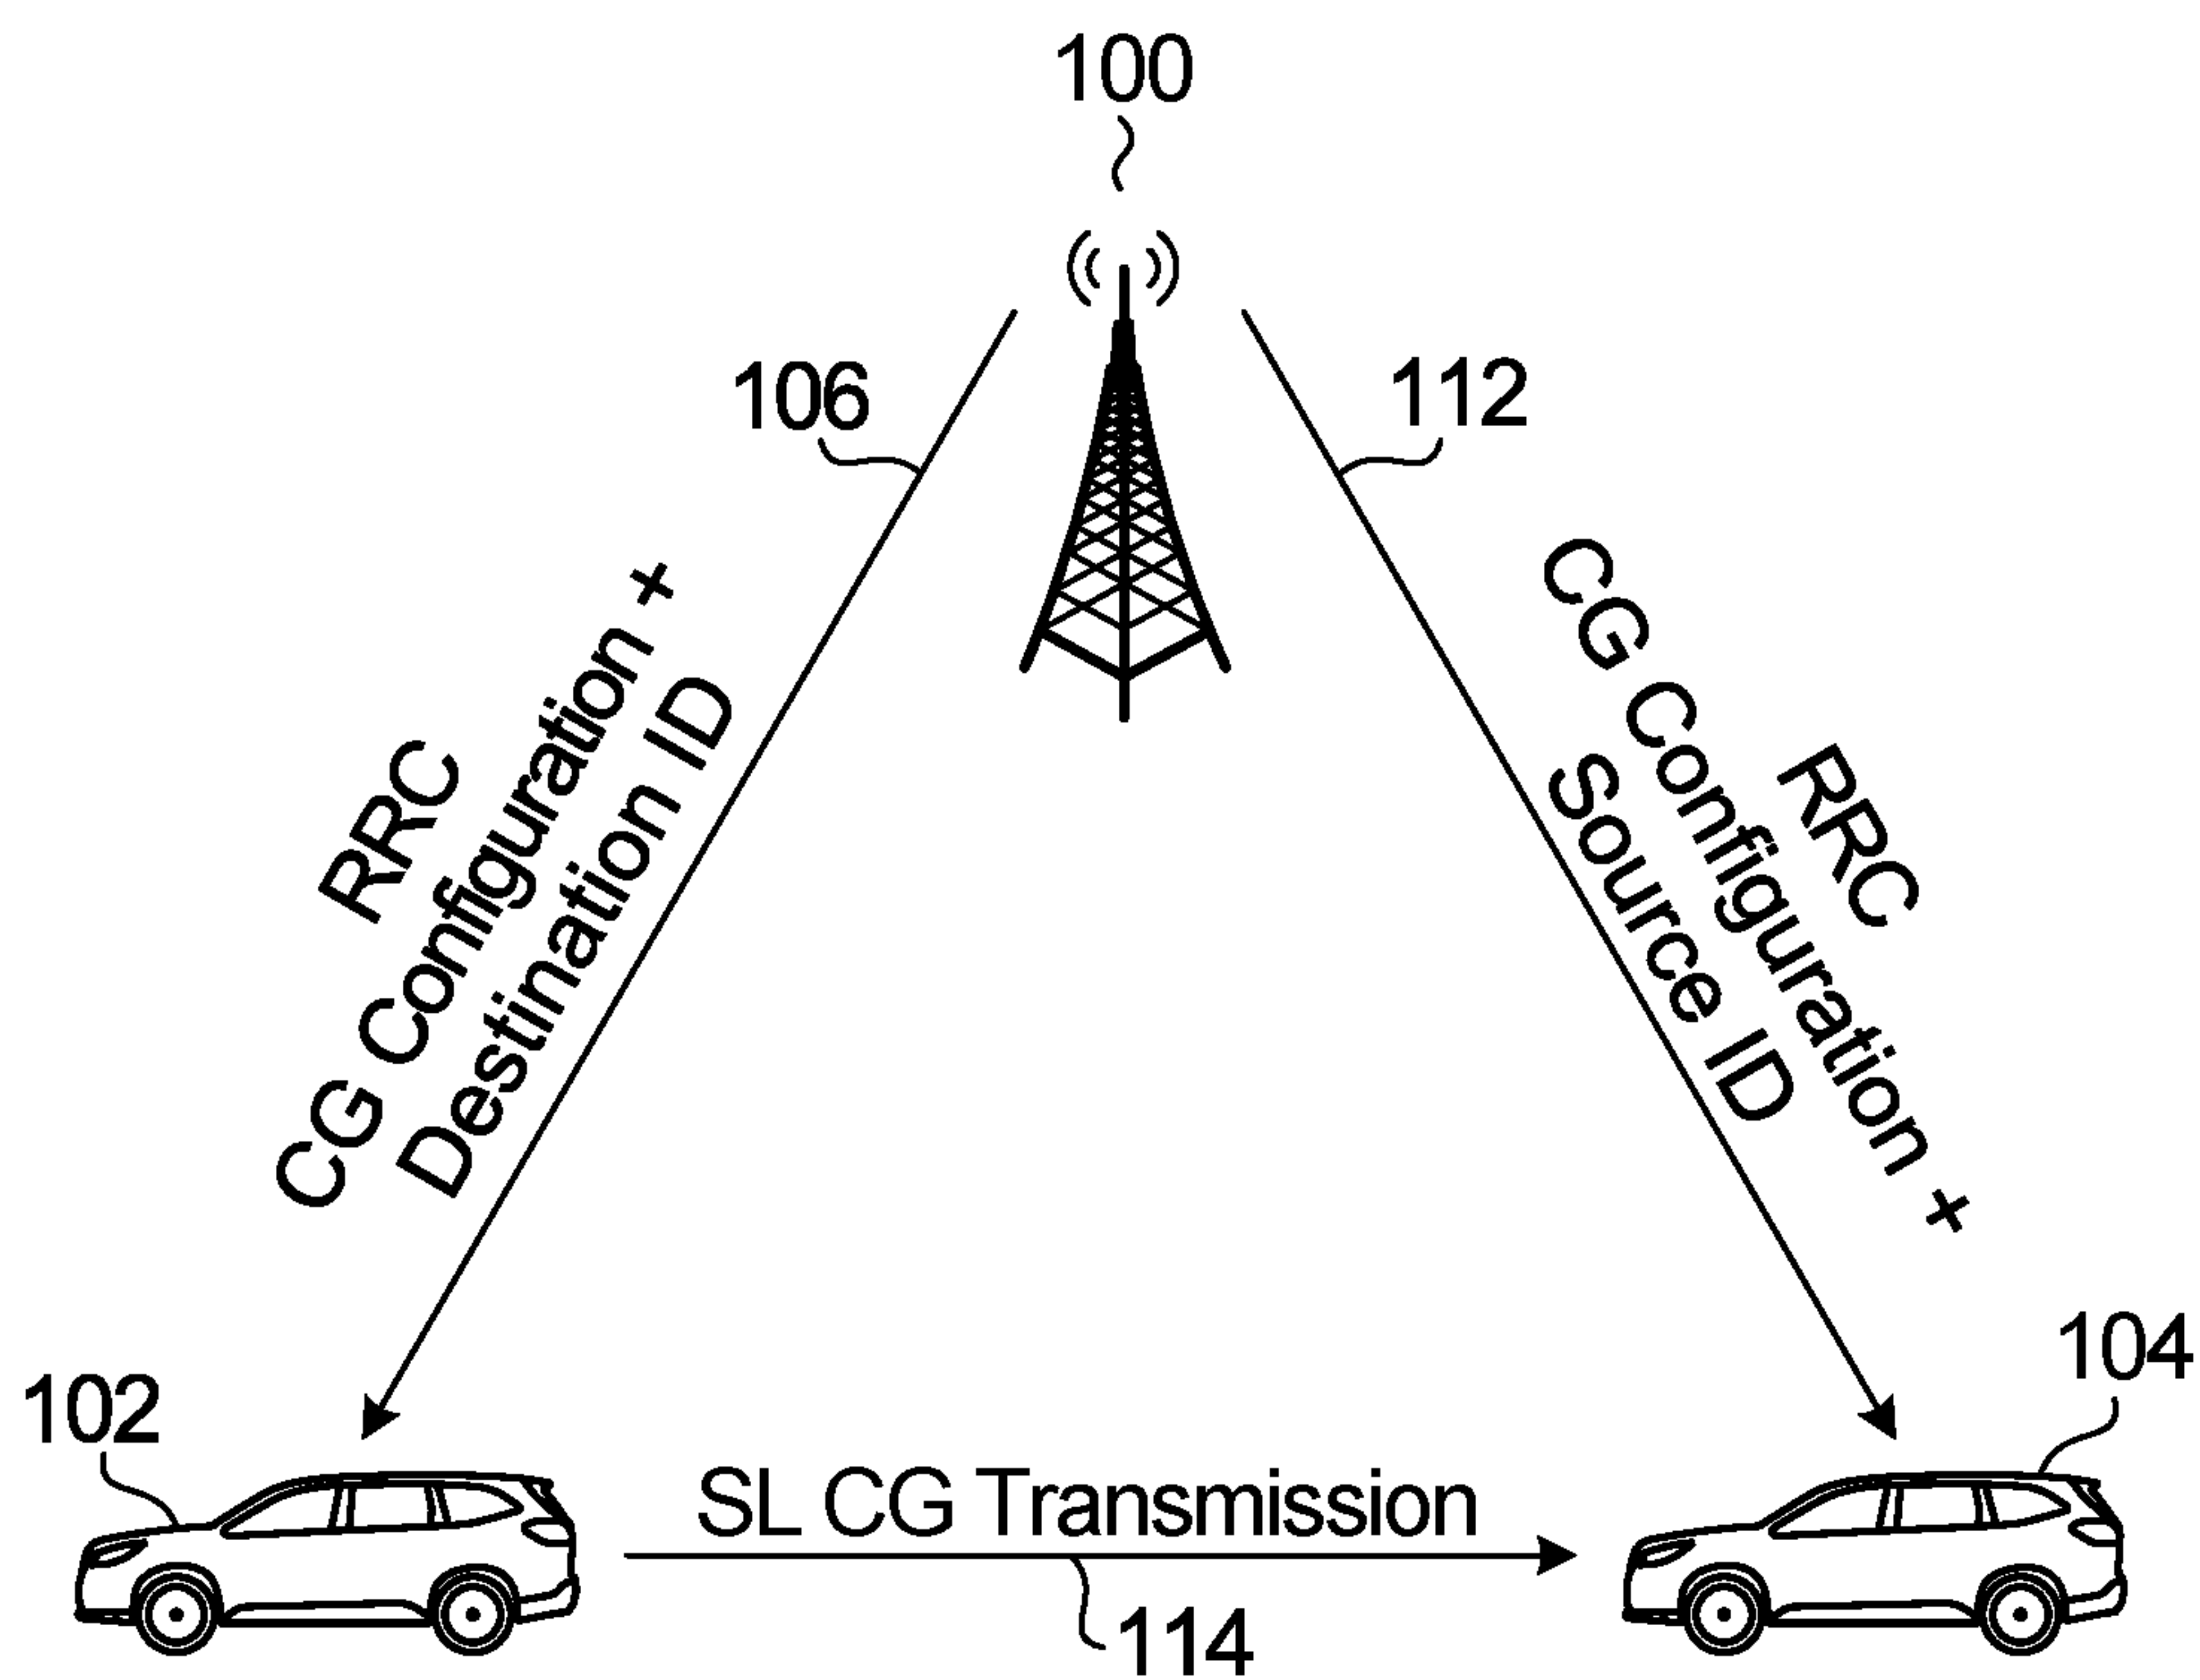 100
106
112
RRC
CG Configuration +
Destination ID
RRC
CG Configuration +
Source ID
102
104
SL CG Transmission
114